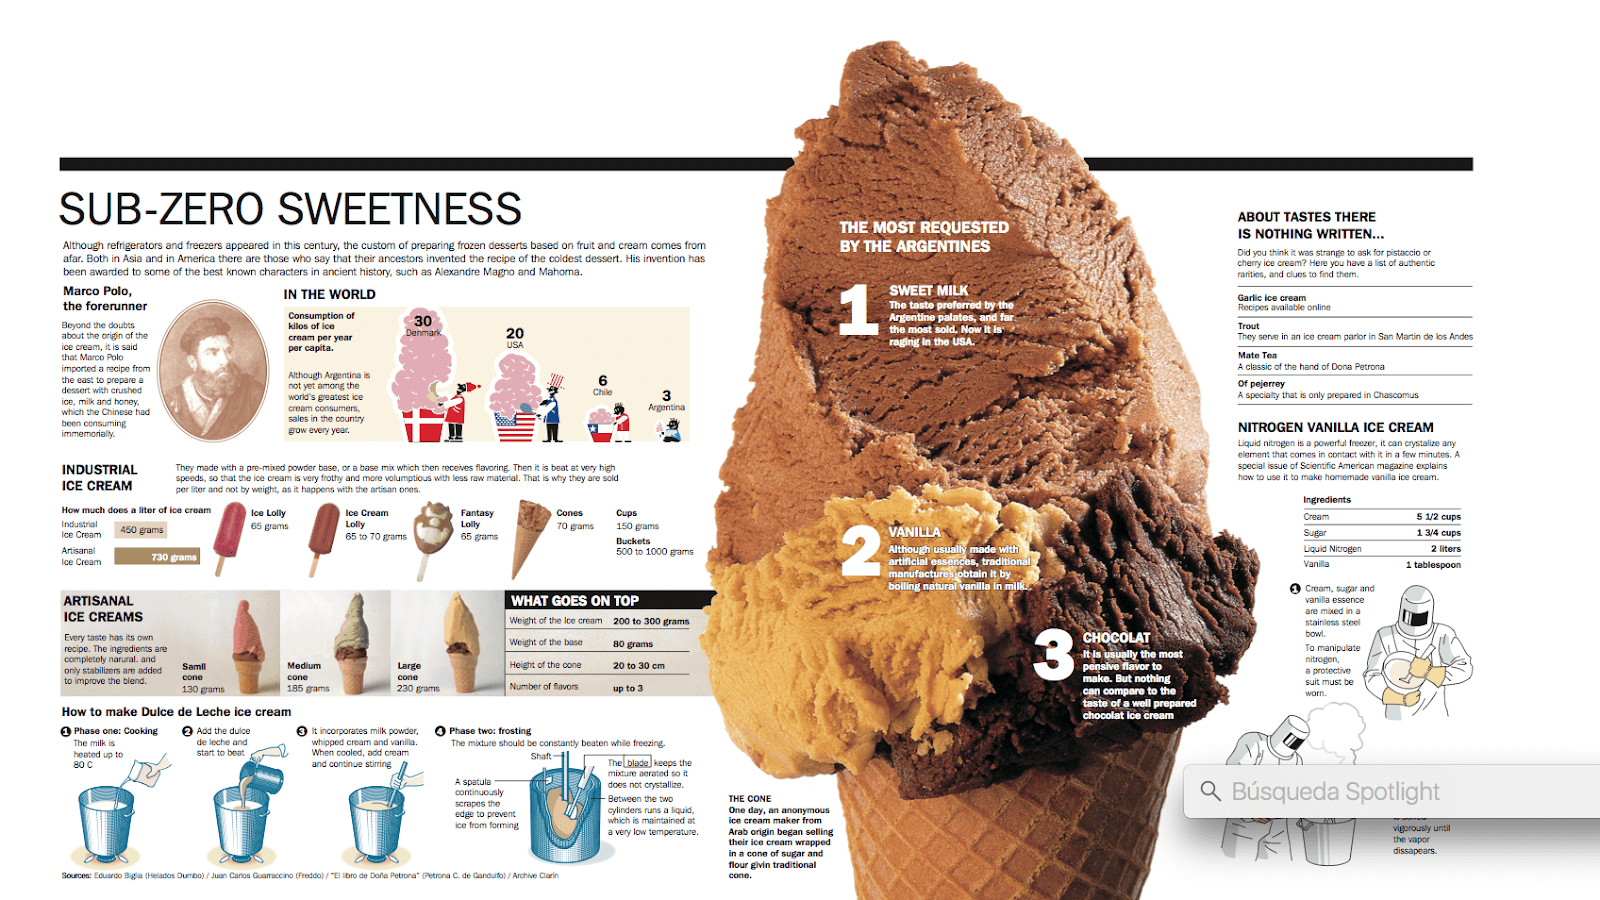 SUB-ZERO SWEETNESS
Although refrigerators and freezers appeared in this century, the custom of preparing frozen desserts based on fruit and cream comes from
afar. Both in Asia and in America there are those who say that their ancestors invented the recipe of the coldest dessert. His invention has
been awarded to some of the best known characters in ancient history, such as Alexandre Magno and Mahoma.
Marco Polo,
the forerunner
Beyond the doubts
about the origin of the
ice cream, it is said
that Marco Polo
imported a recipe from
the east to prepare a
dessert with crushed
ice, milk and honey,
which the Chinese had
been consuming
immemorially.
IN THE WORLD
Consumption of
kilos of ice
cream per year
per capita.
Although Argentina is
not yet among the
world's greatest ice
cream consumers,
sales in the country
grow every year.
30
Denmark
20
USA
6
Chile
3
Argentina
INDUSTRIAL
ICE CREAM
They made with a pre-mixed powder base, or a base mix which then receives flavoring. Then it is beat at very high
speeds, so that the ice cream is very frothy and more volumptious with less raw material. That is why they are sold
per liter and not by weight, as it happens with the artisan ones.
How much does a liter of ice cream
Industrial
Ice Cream
450 grams
Artisanal
Ice Cream
730 grams
Ice Lolly
65 grams
Ice Cream
Lolly
65 to 70 grams
Fantasy
Lolly
65 grams
Cones
70 grams
Cups
150 grams
Buckets
500 to 1000 grams
ARTISANAL
ICE CREAMS
Every taste has its own
recipe. The ingredients are
completely narural. and
only stabilizers are added
to improve the blend.
Samll
cone
130 grams
Medium
cone
185 grams
Large
cone
230 grams
WHAT GOES ON TOP
Weight of the Ice cream 200 to 300 grams
Weight of the base 80 grams
Height of the cone 20 to 30 cm
Number of flavors up to 3
How to make Dulce de Leche ice cream
1 Phase one: Cooking
The milk is
heated up to
80 C
2 Add the dulce
de leche and
start to beat
3 It incorporates milk powder,
whipped cream and vanilla.
When cooled, add cream
and continue stirring
4 Phase two: frosting
The mixture should be constantly beaten while freezing.
Shaft
A spatula
continuously
scrapes the
edge to prevent
ice from forming
The blade keeps the
mixture aerated so it
does not crystallize.
Between the two
cylinders runs a liquid,
which is maintained at
a very low temperature.
Sources: Eduardo Biglia (Helados Dumbo) / Juan Carlos Guarraccino (Freddo) / "El libro de Doña Petrona" (Petrona C. de Gandulfo) / Archive Clarín
THE MOST REQUESTED
BY THE ARGENTINES
1
SWEET MILK
The taste preferred by the
Argentine palates, and far
the most sold. Now it is
raging in the USA.
2
VANILLA
Although usually made with
artificial essences, traditional
manufactures obtain it by
boiling natural vanilla in milk.
3
CHOCOLAT
It is usually the most
pensive flavor to
make. But nothing
can compare to the
taste of a well prepared
chocolat ice cream
THE CONE
One day, an anonymous
ice cream maker from
Arab origin began selling
their ice cream wrapped
in a cone of sugar and
flour givin traditional
cone.
ABOUT TASTES THERE
IS NOTHING WRITTEN...
Did you think it was strange to ask for pistaccio or
cherry ice cream? Here you have a list of authentic
rarities, and clues to find them.
Garlic ice cream
Recipes available online
Trout
They serve in an ice cream parlor in San Martin de los Andes
Mate Tea
A classic of the hand of Dona Petrona
Of pejerrey
A specialty that is only prepared in Chascomus
NITROGEN VANILLA ICE CREAM
Liquid nitrogen is a powerful freezer, it can crystalize any
element that comes in contact with it in a few minutes. A
special issue of Scientific American magazine explains
how to use it to make homemade vanilla ice cream.
Ingredients
Cream 5 1/2 cups
Sugar 1 3/4 cups
Liquid Nitrogen 2 liters
Vanilla 1 tablespoon
1 Cream, sugar and
vanilla essence
are mixed in a
stainless steel
bowl.
To manipulate
nitrogen,
a protective
suit must be
worn.
Búsqueda Spotlight
vigorously until
the vapor
dissapears.